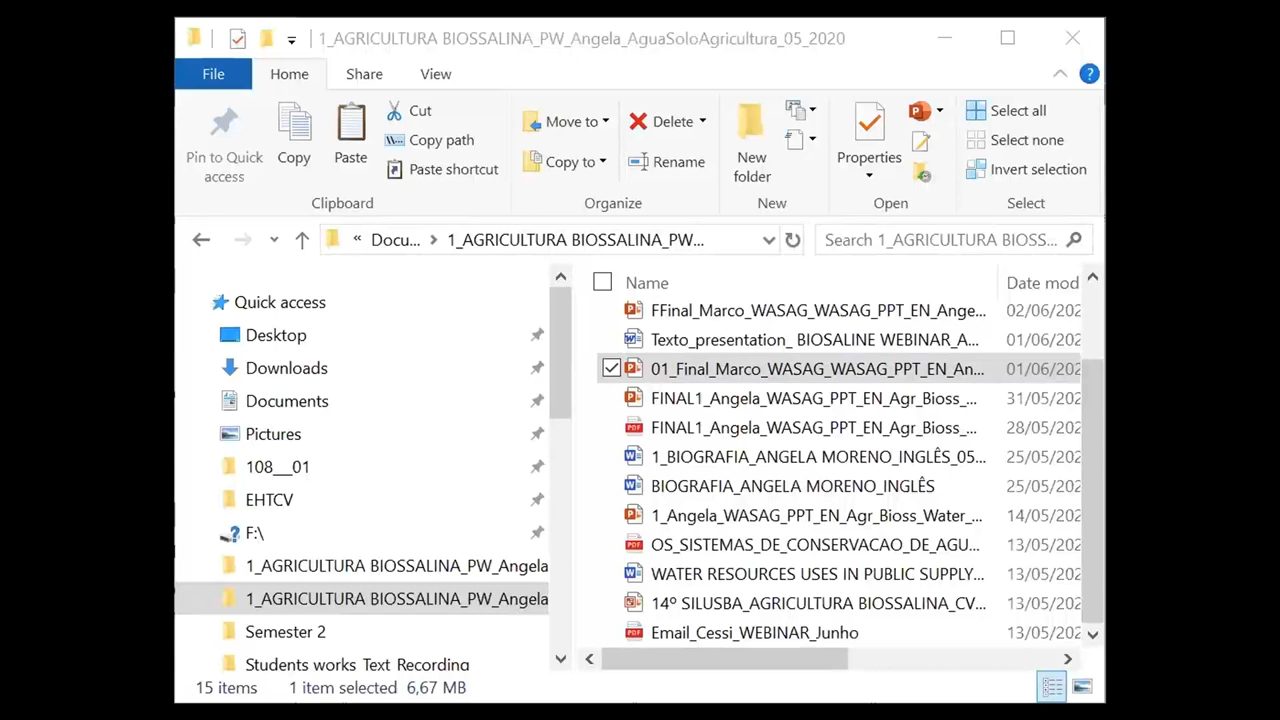 1_AGRICULTURA BIOSSALINA_PW_Angela_AguaSoloAgricultura_05_2020
File Home Share View
Pin to Quick access
Copy
Paste
Cut
Copy path
Paste shortcut
Clipboard
Move to
Copy to
Delete
Rename
Organize
New folder
New
Properties
Open
Select all
Select none
Invert selection
Select
« Docu... > 1_AGRICULTURA BIOSSALINA_PW...
Search 1_AGRICULTURA BIOSS...
Quick access
Desktop
Downloads
Documents
Pictures
108___01
EHTCV
F:\
1_AGRICULTURA BIOSSALINA_PW_Angela
1_AGRICULTURA BIOSSALINA_PW_Angela
Semester 2
Students works Text Recording
Name Date mod
FFinal_Marco_WASAG_WASAG_PPT_EN_Ange... 02/06/202
Texto_presentation_ BIOSALINE WEBINAR_A... 01/06/202
01_Final_Marco_WASAG_WASAG_PPT_EN_An... 01/06/202
FINAL1_Angela_WASAG_PPT_EN_Agr_Bioss_... 31/05/202
FINAL1_Angela_WASAG_PPT_EN_Agr_Bioss_... 28/05/202
1_BIOGRAFIA_ANGELA MORENO_INGLÊS_05... 25/05/202
BIOGRAFIA_ANGELA MORENO_INGLÊS 25/05/202
1_Angela_WASAG_PPT_EN_Agr_Bioss_Water_... 14/05/202
OS_SISTEMAS_DE_CONSERVACAO_DE_AGU... 13/05/202
WATER RESOURCES USES IN PUBLIC SUPPLY... 13/05/202
14º SILUSBA_AGRICULTURA BIOSSALINA_CV... 13/05/202
Email_Cessi_WEBINAR_Junho 13/05/202
15 items 1 item selected 6,67 MB